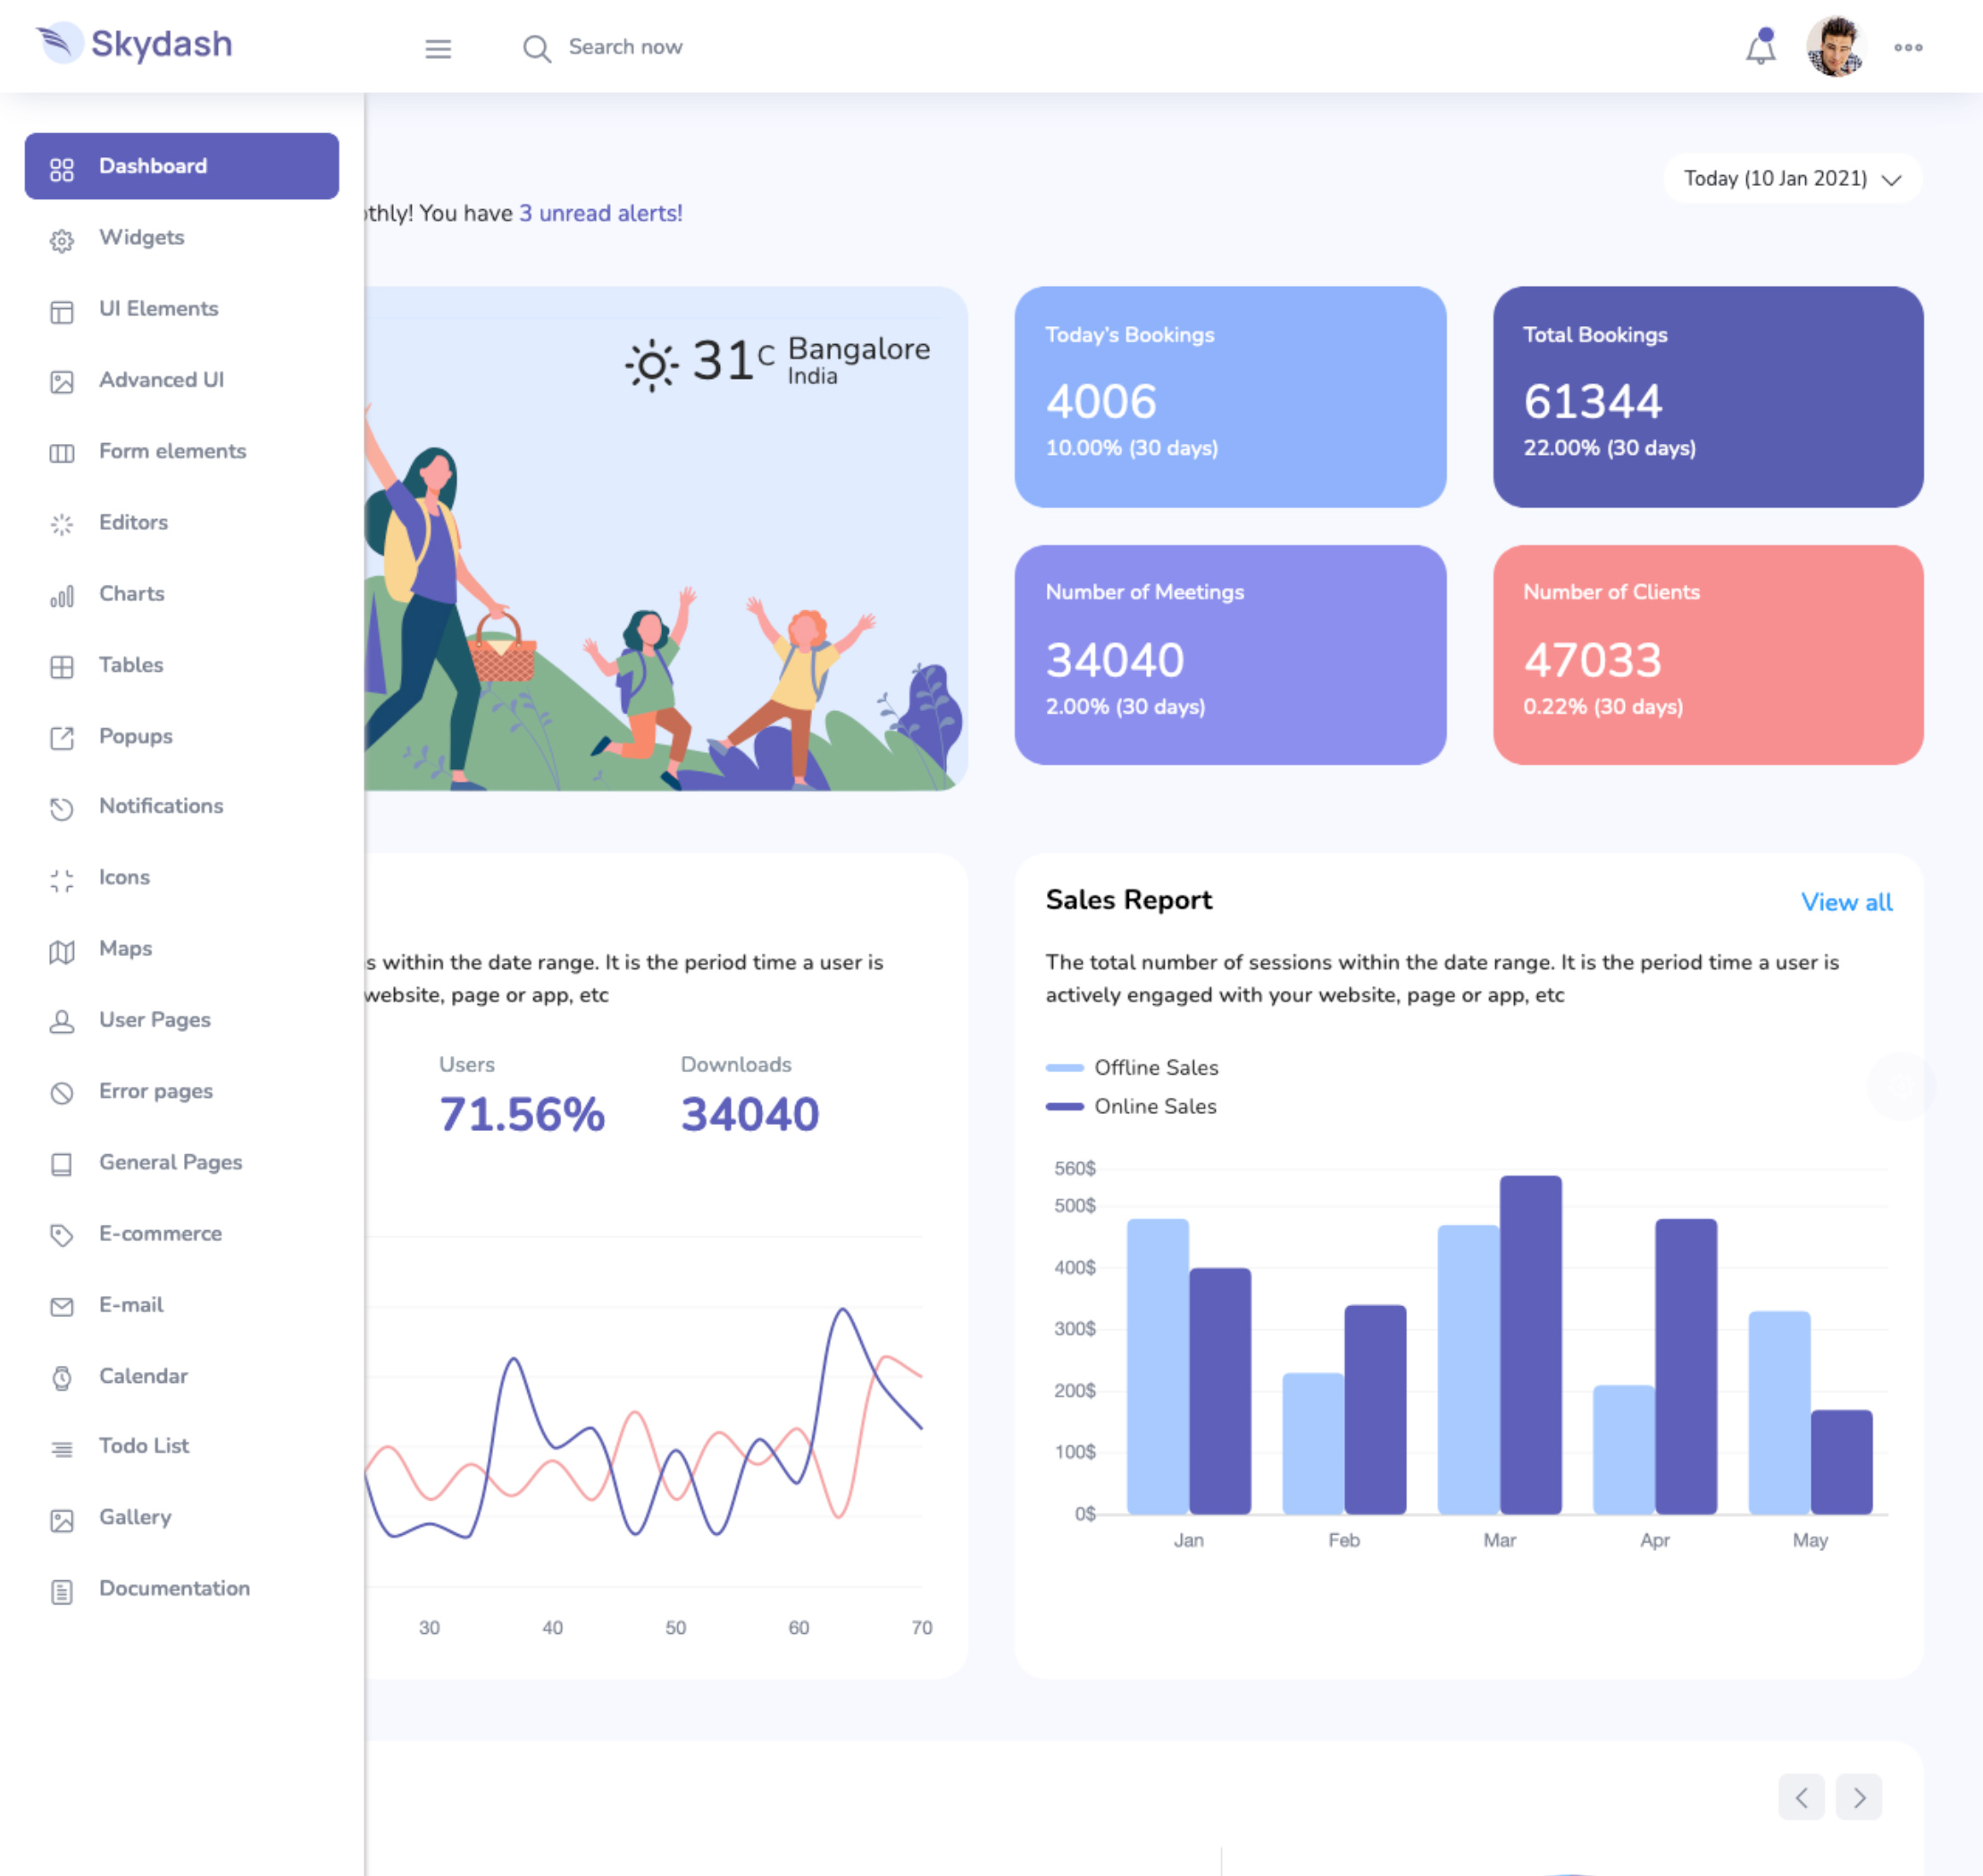 Skydash
Search now
Dashboard
Widgets
UI Elements
Advanced UI
Form elements
Editors
Charts
Tables
Popups
Notifications
Icons
Maps
User Pages
Error pages
General Pages
E-commerce
E-mail
Calendar
Todo List
Gallery
Documentation
Today (10 Jan 2021)
thly! You have 3 unread alerts!
31C Bangalore
India
Today's Bookings
4006
10.00% (30 days)
Total Bookings
61344
22.00% (30 days)
Number of Meetings
34040
2.00% (30 days)
Number of Clients
47033
0.22% (30 days)
s within the date range. It is the period time a user is
website, page or app, etc
Users
71.56%
Downloads
34040
30 40 50 60 70
Sales Report
View all
The total number of sessions within the date range. It is the period time a user is
actively engaged with your website, page or app, etc
Offline Sales
Online Sales
560$
500$
400$
300$
200$
100$
0$
Jan Feb Mar Apr May